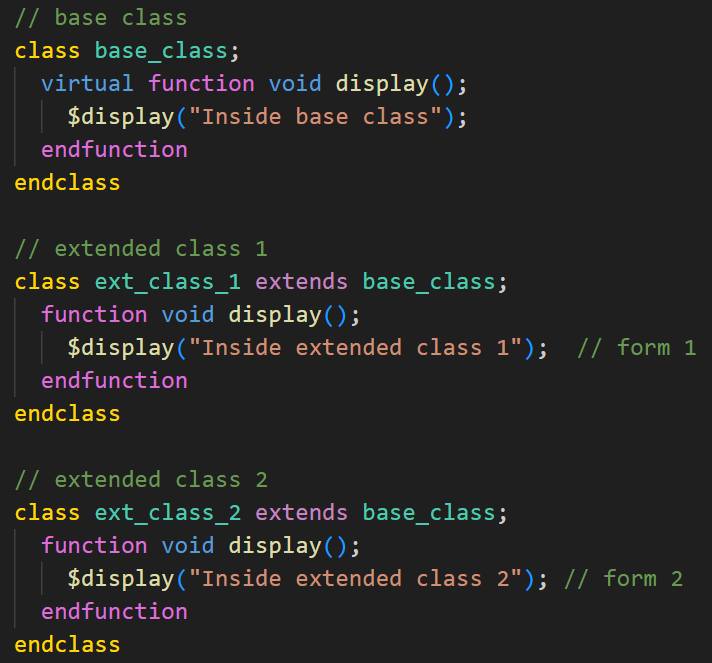 // base class
class base_class;
  virtual function void display();
    $display("Inside base class");
  endfunction
endclass

// extended class 1
class ext_class_1 extends base_class;
  function void display();
    $display("Inside extended class 1");  // form 1
  endfunction
endclass

// extended class 2
class ext_class_2 extends base_class;
  function void display();
    $display("Inside extended class 2"); // form 2
  endfunction
endclass